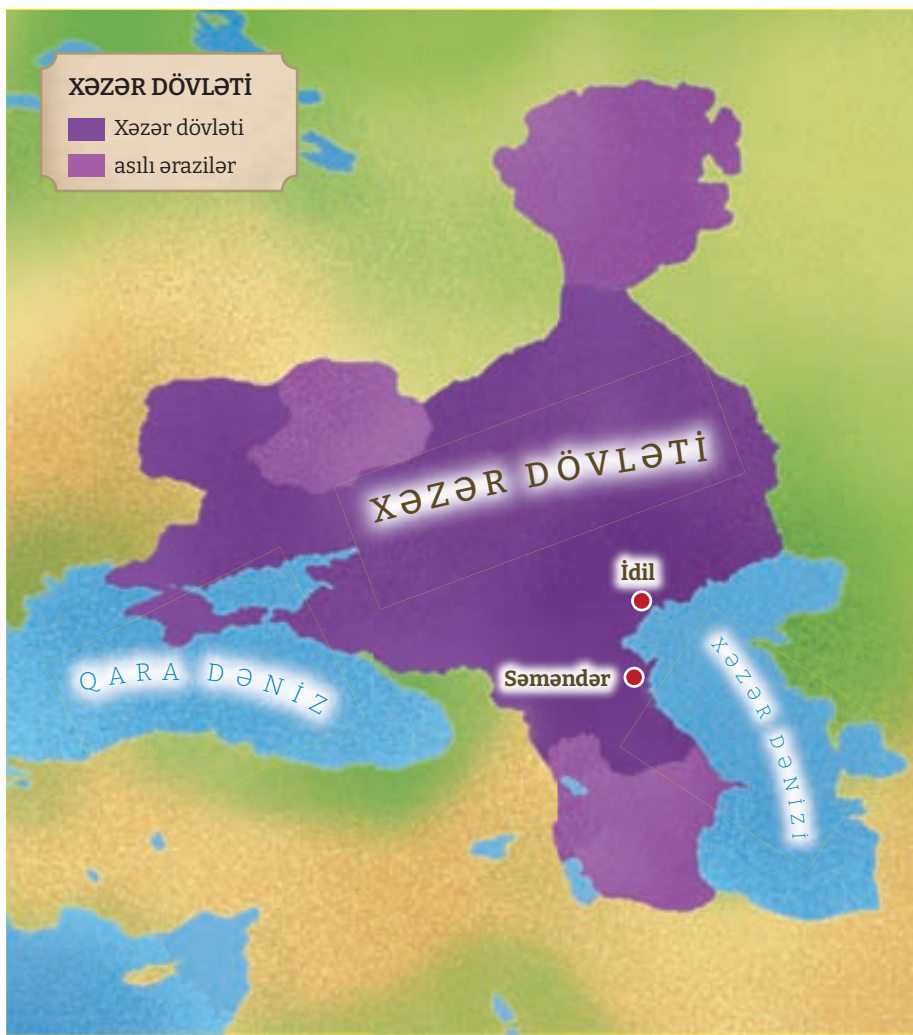 XƏZƏR DÖVLƏTİ
Xəzər dövləti
asılı ərazilər
XƏZƏR DÖVLƏTİ
İdil
Səməndər
QARA DƏNİZ
XƏZƏR DƏNİZİ